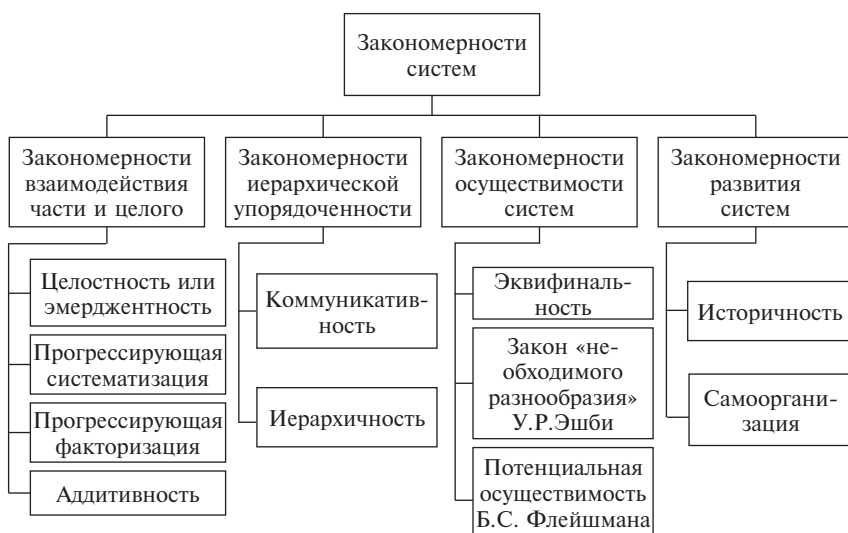 Закономерности
систем
Закономерности
взаимодействия
части и целого
Целостность или
эмерджентность
Прогрессирующая
систематизация
Прогрессирующая
факторизация
Аддитивность
Закономерности
иерархической
упорядоченности
Коммуникатив-
ность
Иерархичность
Закономерности
осуществимости
систем
Эквифиналь-
ность
Закон «не-
обходимого
разнообразия»
У.Р.Эшби
Потенциальная
осуществимость
Б.С. Флейшмана
Закономерности
развития
систем
Историчность
Самооргани-
зация